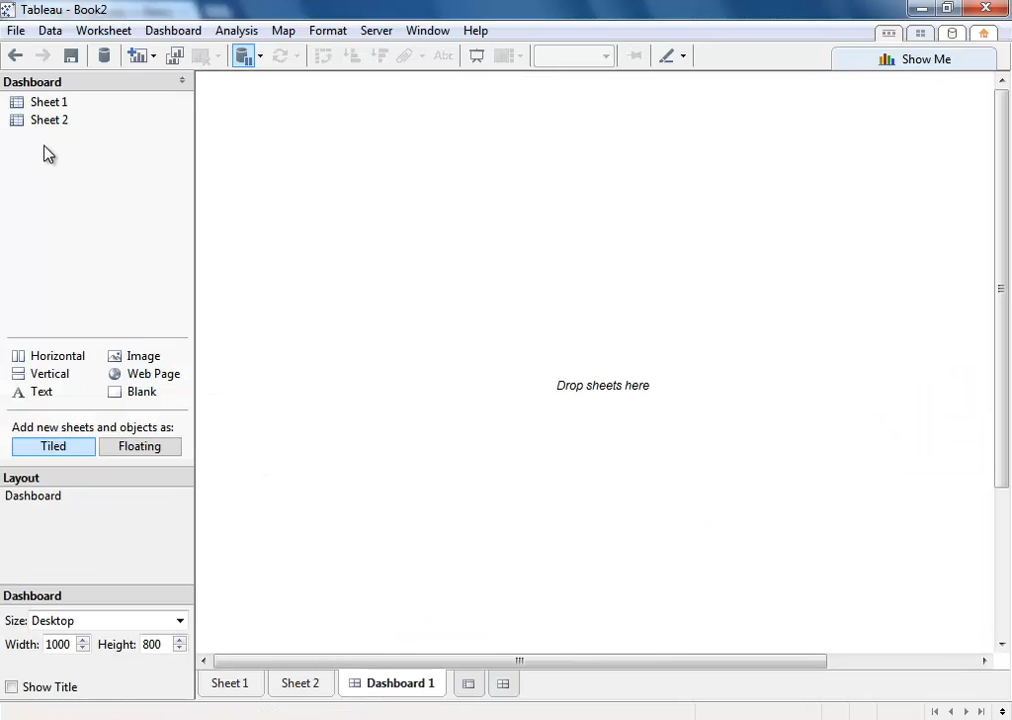 Tableau - Book2
File Data Worksheet Dashboard Analysis Map Format Server Window Help
Abc
Show Me
Dashboard
Sheet 1
Sheet 2
Drop sheets here
Horizontal Image
Vertical Web Page
Text Blank
Add new sheets and objects as:
Tiled Floating
Layout
Dashboard
Dashboard
Size: Desktop
Width: 1000 Height: 800
Show Title
Sheet 1 Sheet 2 Dashboard 1